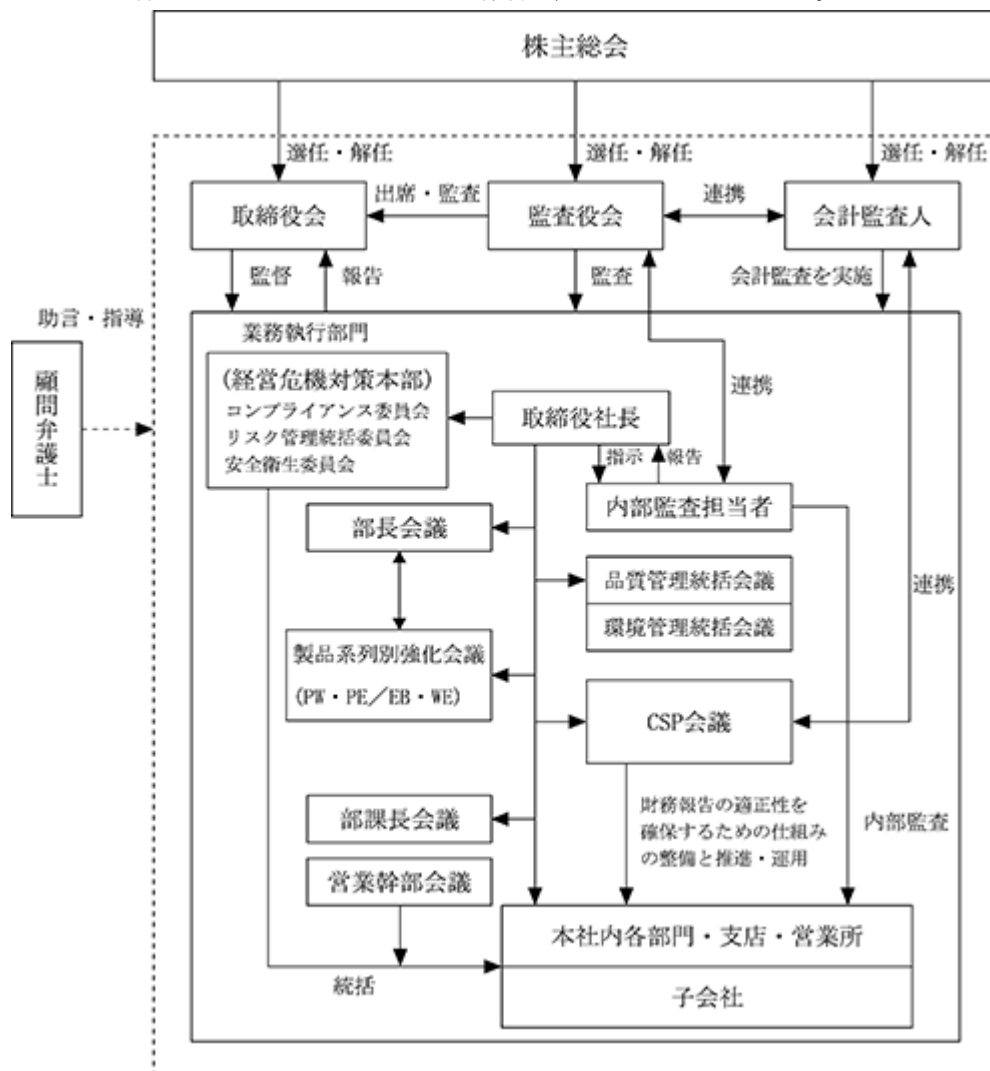 株主総会
選任・解任
選任・解任
選任・解任
取締役会
出席・監査
監査役会
連携
会計監査人
監督
報告
監査
会計監査を実施
助言・指導
顧問弁護士
業務執行部門
(経営危機対策本部)
コンプライアンス委員会
リスク管理統括委員会
安全衛生委員会
取締役社長
連携
指示
報告
内部監査担当者
部長会議
品質管理統括会議
環境管理統括会議
連携
製品系列別強化会議
(PW・PE/EB・WE)
CSP会議
財務報告の適正性を
確保するための仕組み
の整備と推進・運用
内部監査
部課長会議
営業幹部会議
本社内各部門・支店・営業所
統括
子会社